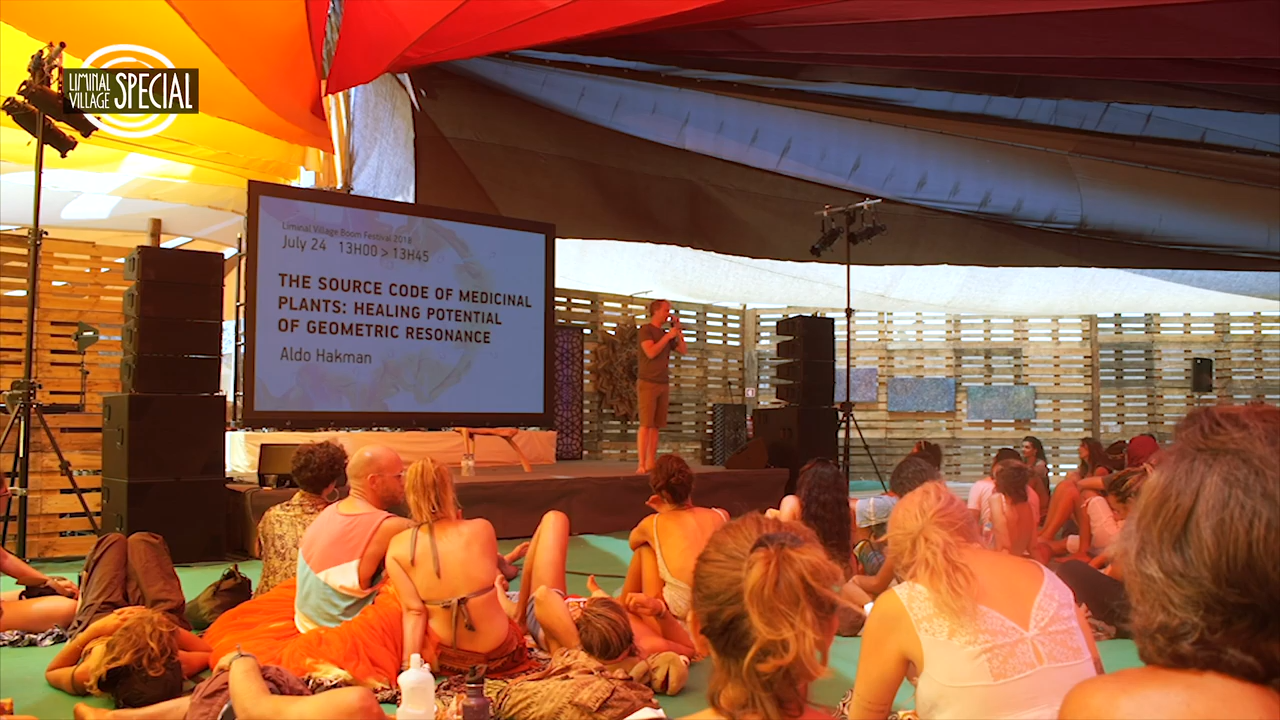 LIMINAL
VILLAGE SPECIAL
Liminal Village Boom Festival 2018
July 24 13H00 > 13H45
THE SOURCE CODE OF MEDICINAL
PLANTS: HEALING POTENTIAL
OF GEOMETRIC RESONANCE
Aldo Hakman